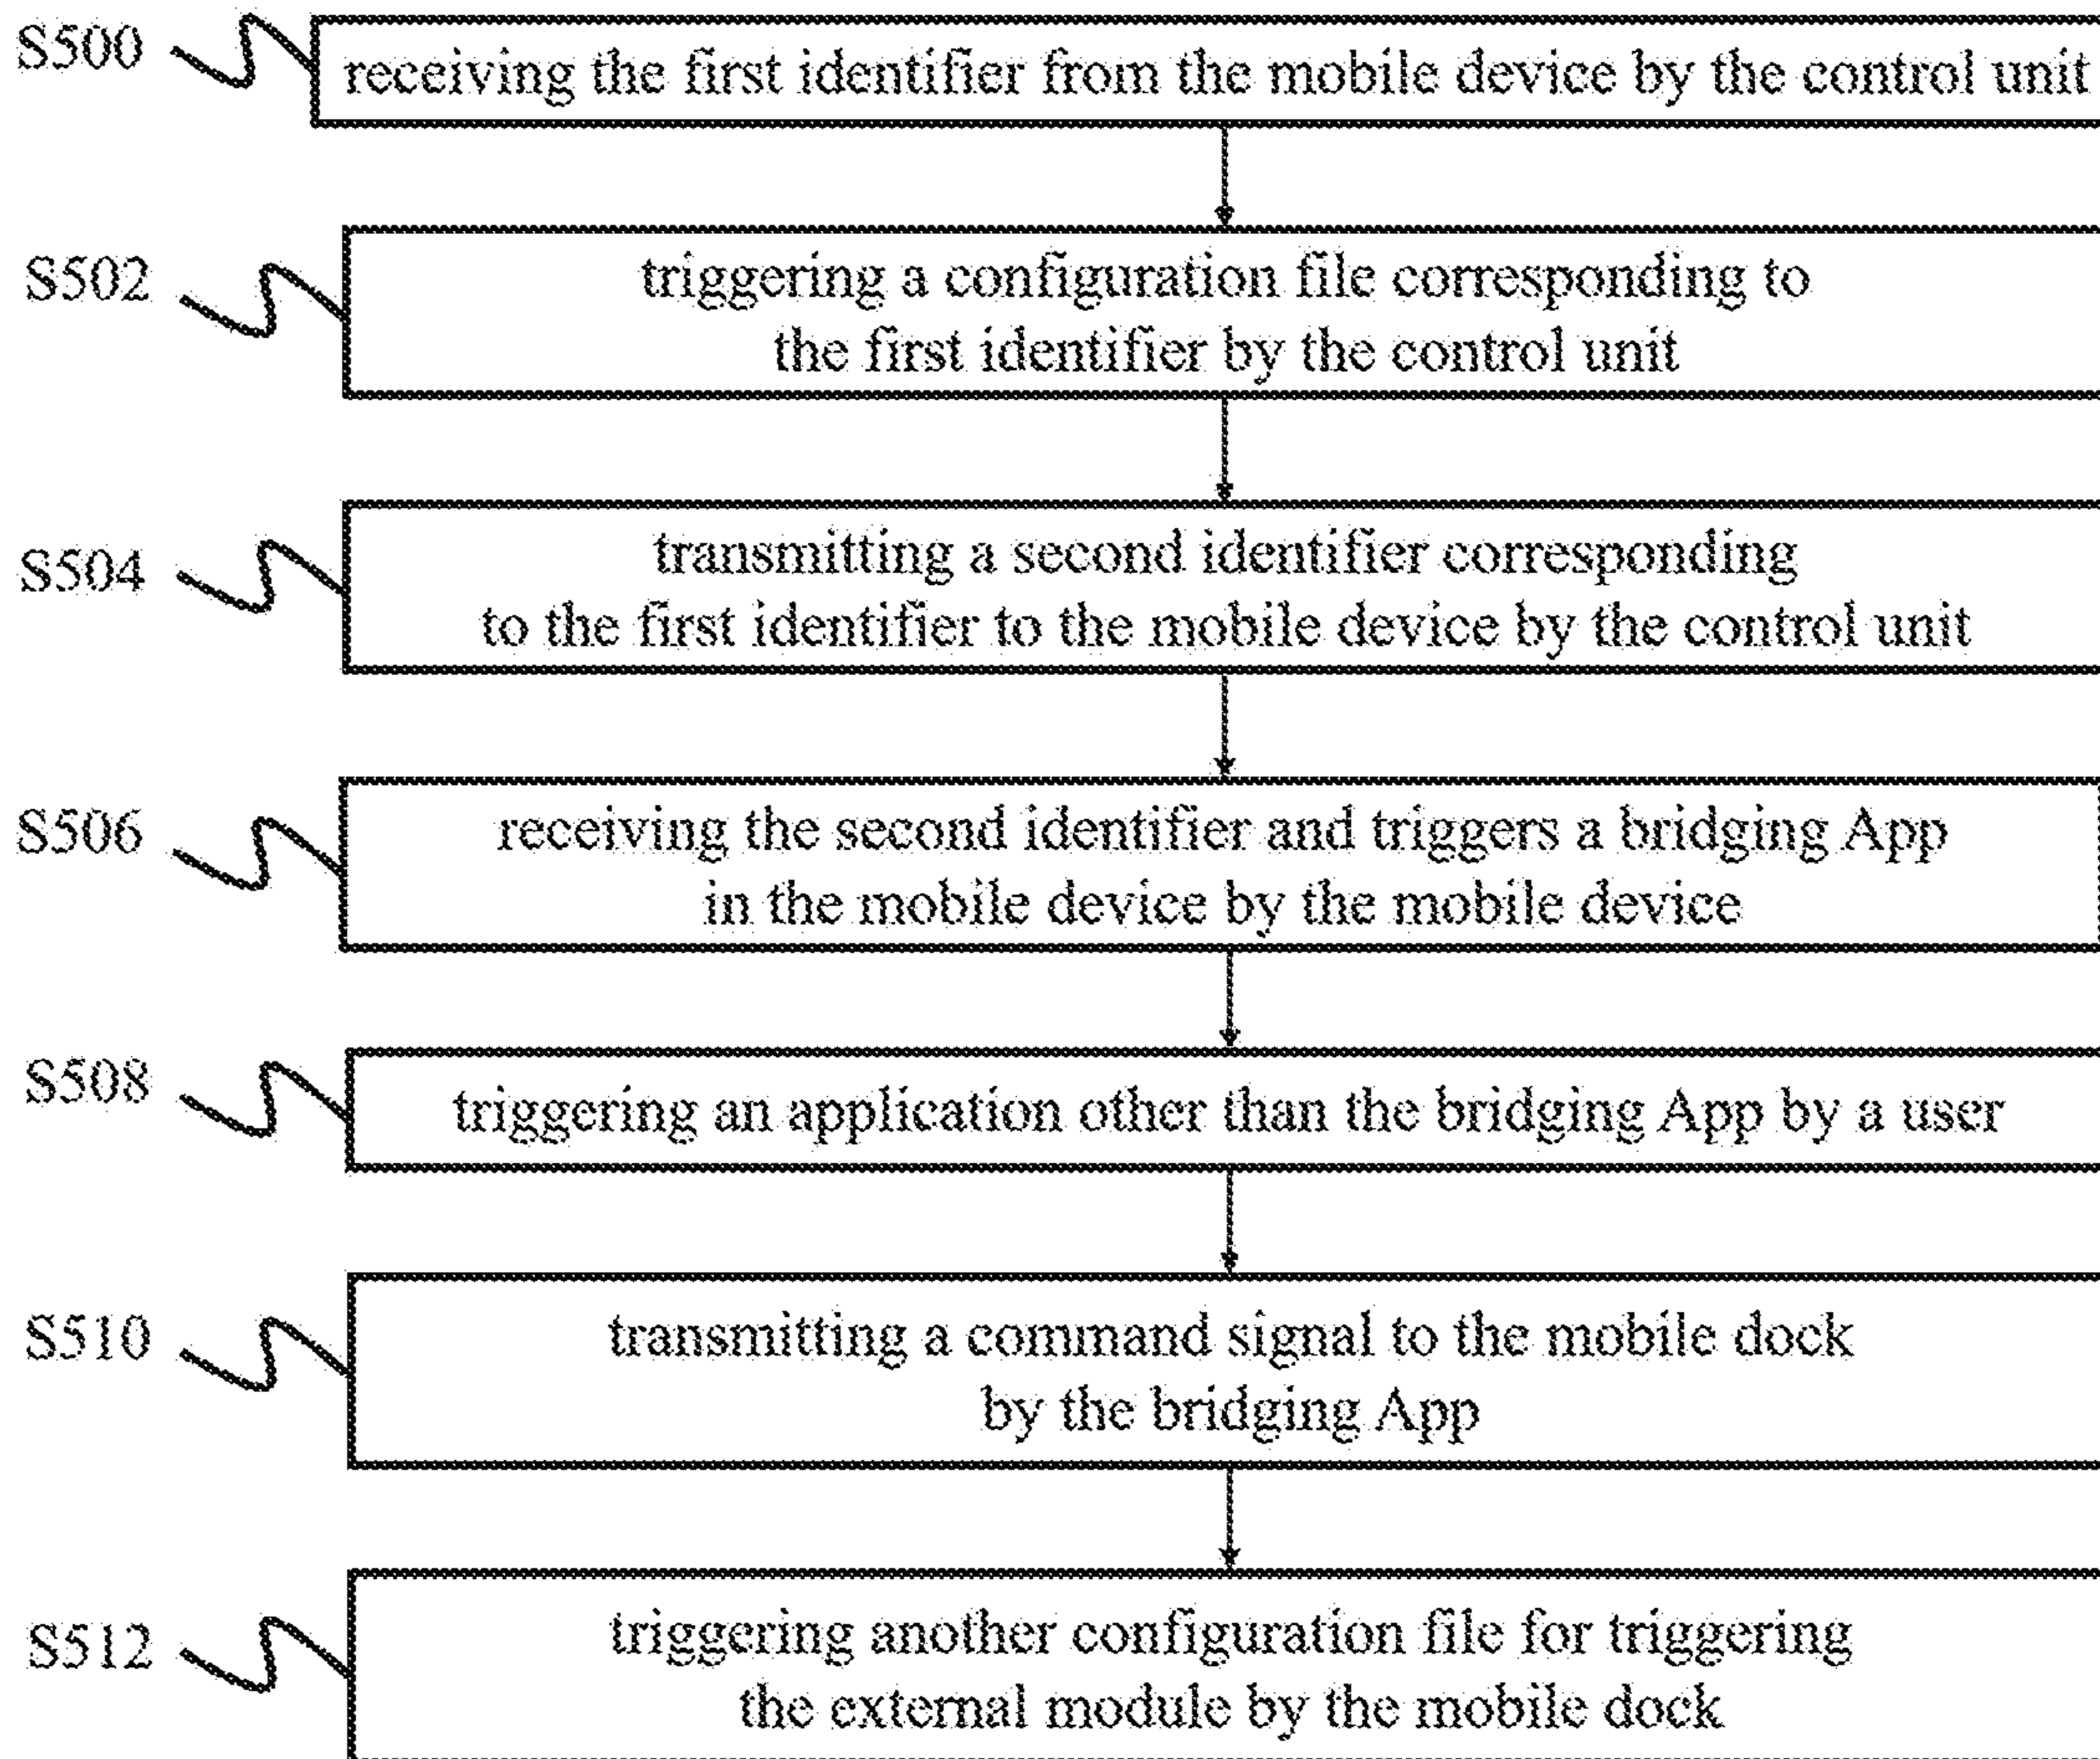 S500
receiving the first identifier from the mobile device by the control unit
S502
triggering a configuration file corresponding to
the first identifier by the control unit
S504
transmitting a second identifier corresponding
to the first identifier to the mobile device by the control unit
S506
receiving the second identifier and triggers a bridging App
in the mobile device by the mobile device
S508
triggering an application other than the bridging App by a user
S510
transmitting a command signal to the mobile dock
by the bridging App
S512
triggering another configuration file for triggering
the external module by the mobile dock